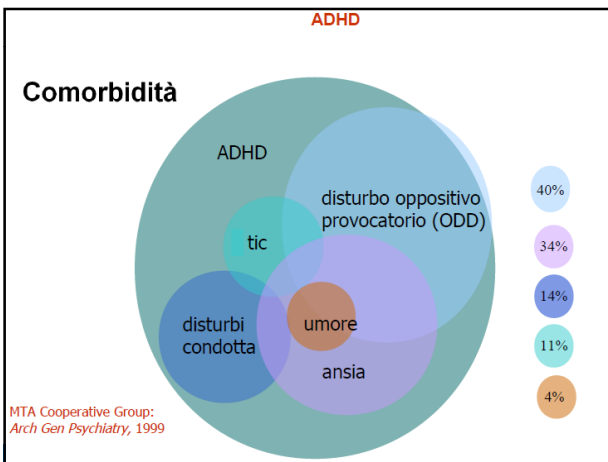 ADHD
Comorbidità
ADHD
disturbo oppositivo
provocatorio (ODD)
tic
disturbi
condotta
umore
ansia
40%
34%
14%
11%
4%
MTA Cooperative Group:
Arch Gen Psychiatry, 1999